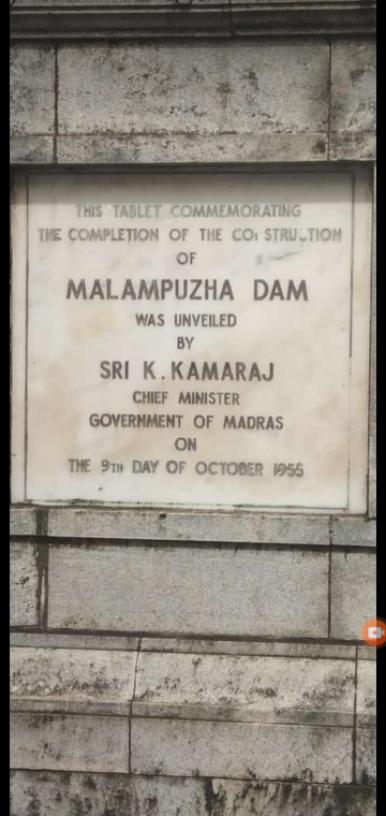 THIS TABLET COMMEMORATING
THE COMPLETION OF THE CONSTRUCTION
OF
MALAMPUZHA DAM
WAS UNVEILED
BY
SRI K. KAMARAJ
CHIEF MINISTER
GOVERNMENT OF MADRAS
ON
THE 9TH DAY OF OCTOBER 1955